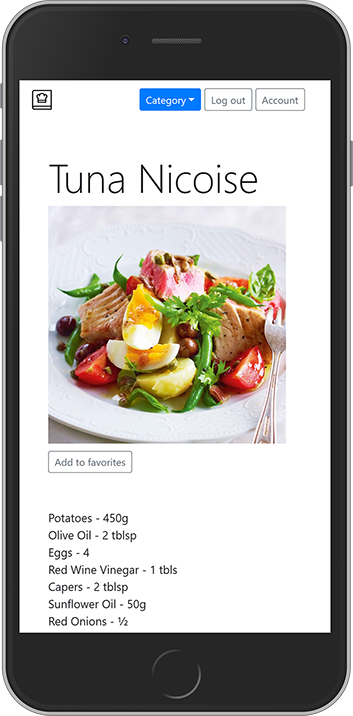 Category Log out Account
Tuna Nicoise
Add to favorites
Potatoes - 450g
Olive Oil - 2 tblsp
Eggs - 4
Red Wine Vinegar - 1 tbls
Capers - 2 tblsp
Sunflower Oil - 50g
Red Onions - ½